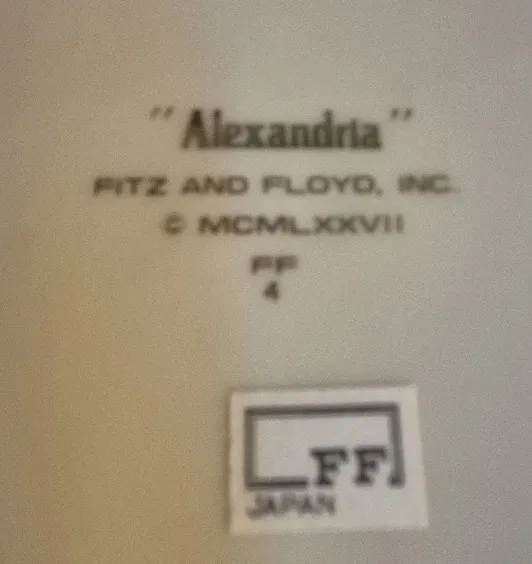 "Alexandria"
FITZ AND FLOYD, INC.
© MCMLXXVII
FF
4
FF
JAPAN